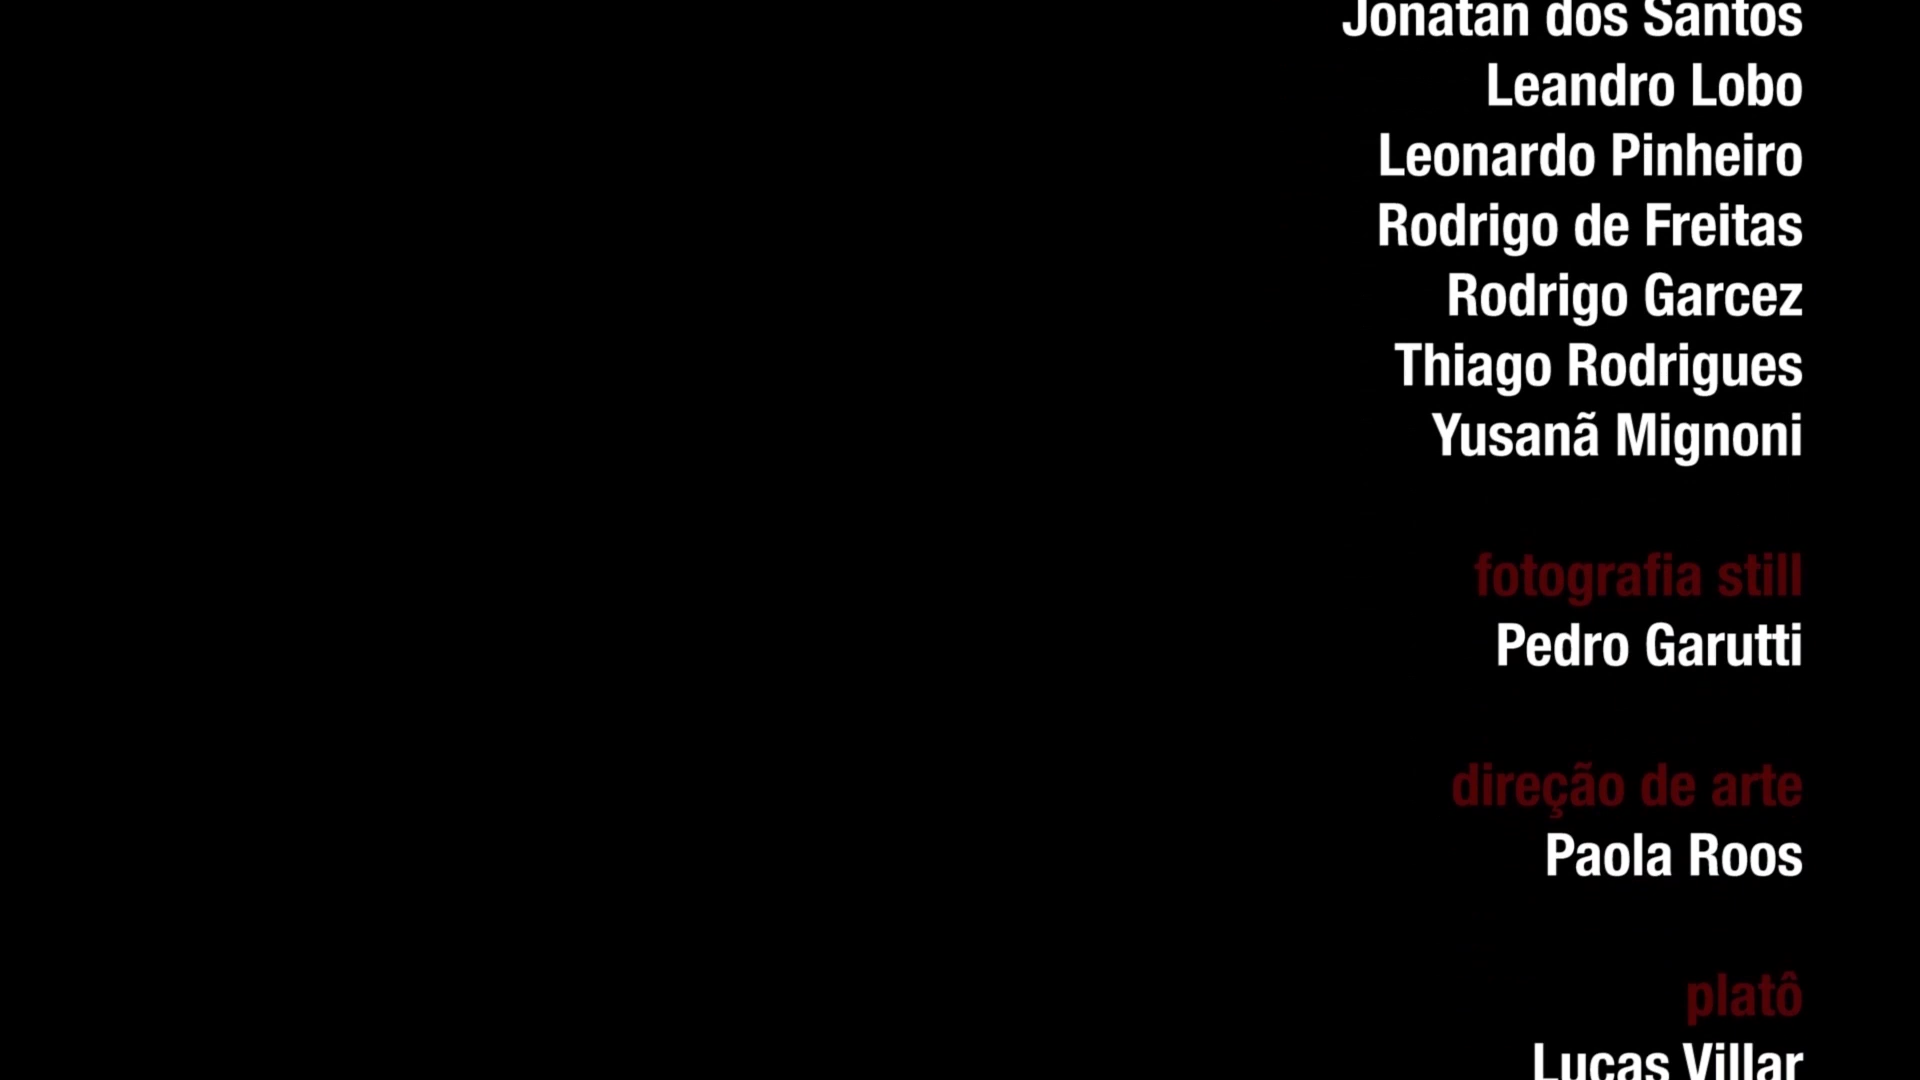 Jonatan dos Santos
Leandro Lobo
Leonardo Pinheiro
Rodrigo de Freitas
Rodrigo Garcez
Thiago Rodrigues
Yusanã Mignoni
fotografia still
Pedro Garutti
direção de arte
Paola Roos
platô
Lucas Villar